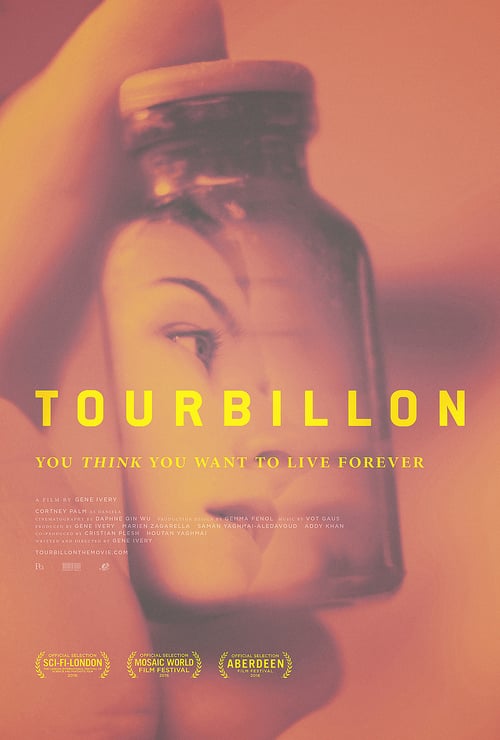 TOURBILLON
YOU THINK YOU WANT TO LIVE FOREVER
A FILM BY GENE IVERY
CORTNEY PALM AS DANIELA
CINEMATOGRAPHY BY DAPHNE QIN WU PRODUCTION DESIGN BY GEMMA FENOL MUSIC BY VOT GAUS
PRODUCED BY GENE IVERY MARIEN ZAGARELLA SAMAN YAGHMAI-ALEDAVOUD ADDY KHAN
CO-PRODUCED BY CRISTIAN PLESH HOUTAN YAGHMAI
WRITTEN AND DIRECTED BY GENE IVERY
TOURBILLONTHEMOVIE.COM
OFFICIAL SELECTION
SCI-FI-LONDON
2016
OFFICIAL SELECTION
MOSAIC WORLD
FILM FESTIVAL
2016
OFFICIAL SELECTION
ABERDEEN
FILM FESTIVAL
2016